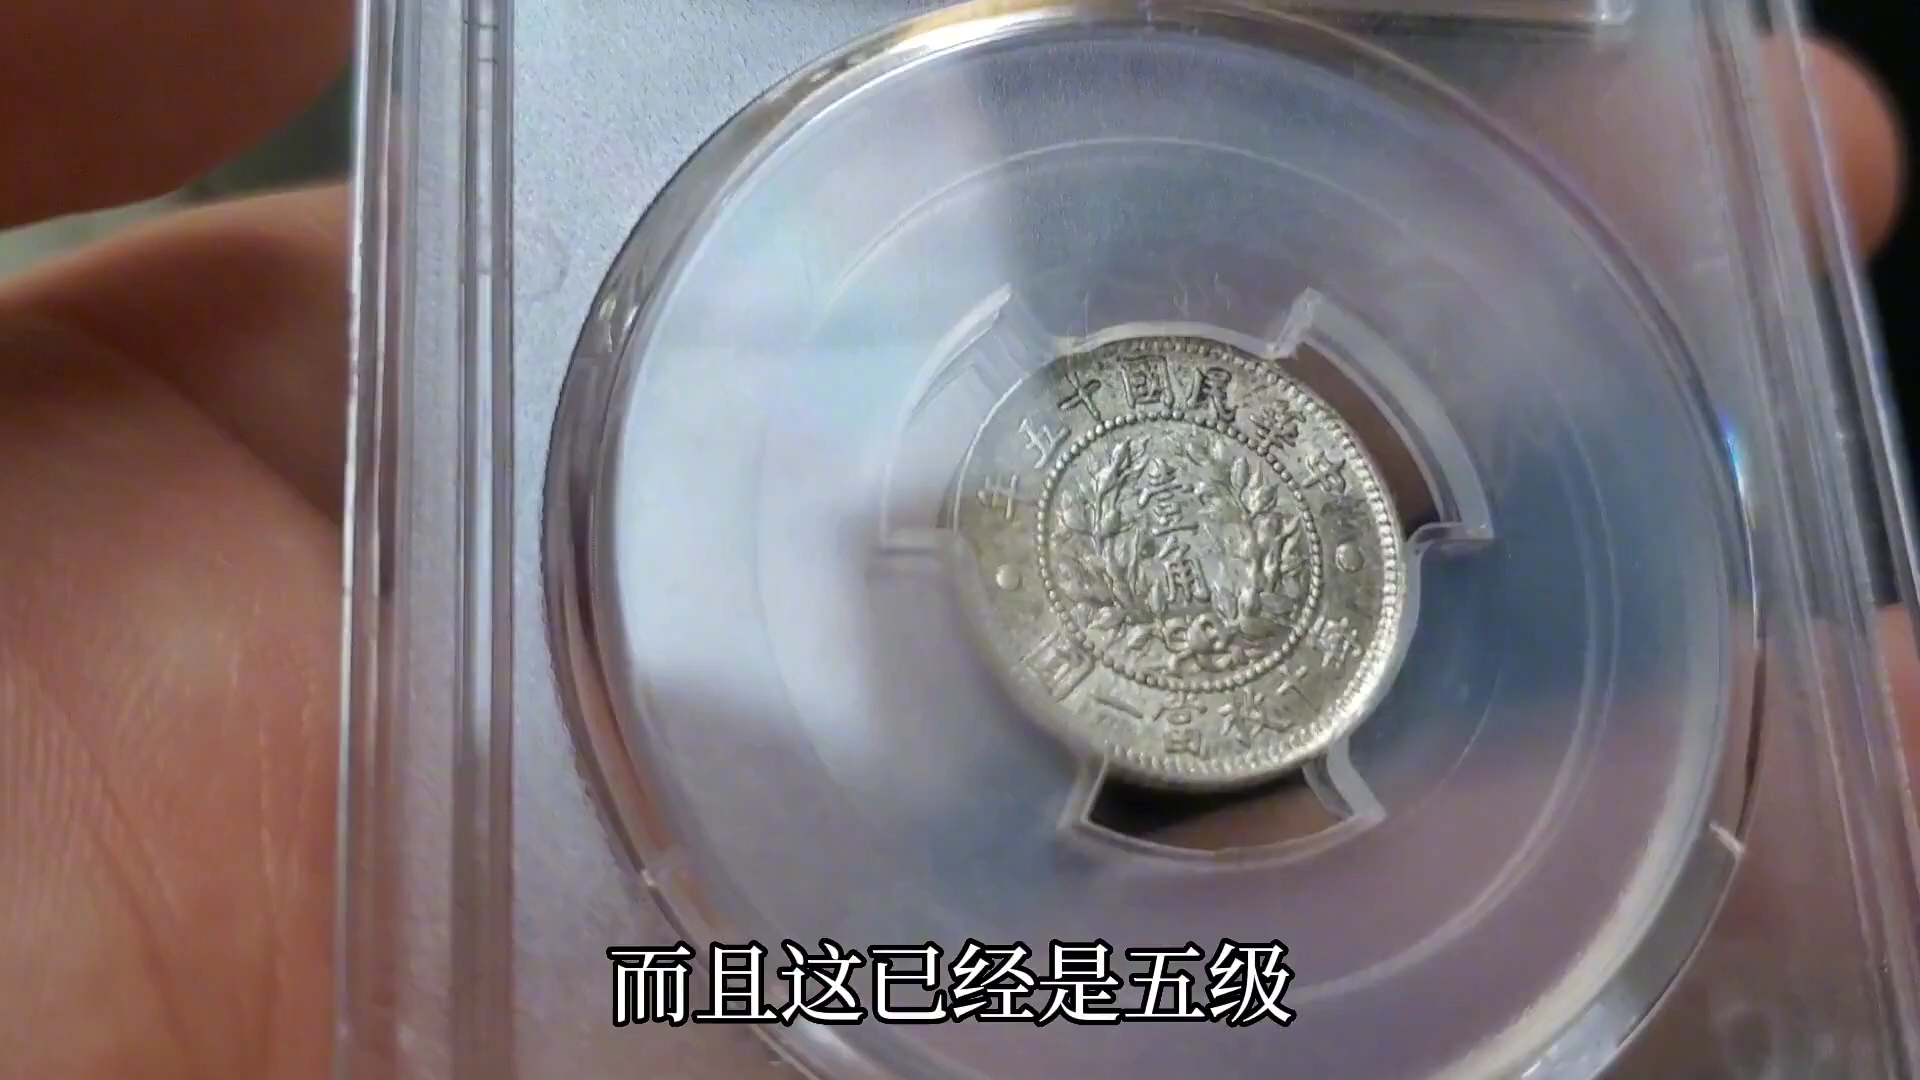 中華民國十五年
壹角
每十枚當一圓
而且这已经是五级